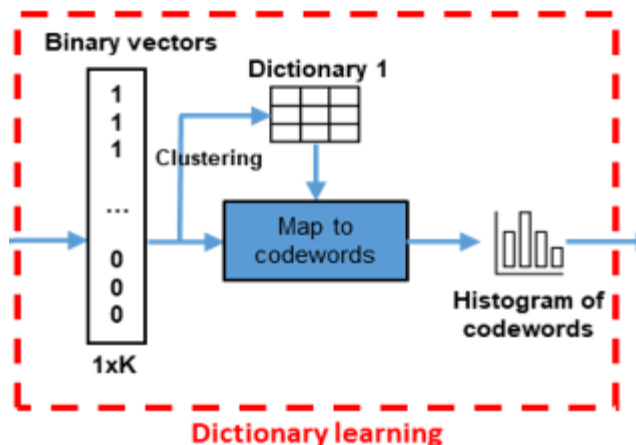 Binary vectors
1
1
1
...
0
0
0
1xK
Clustering
Dictionary 1
Map to
codewords
Histogram of
codewords
Dictionary learning